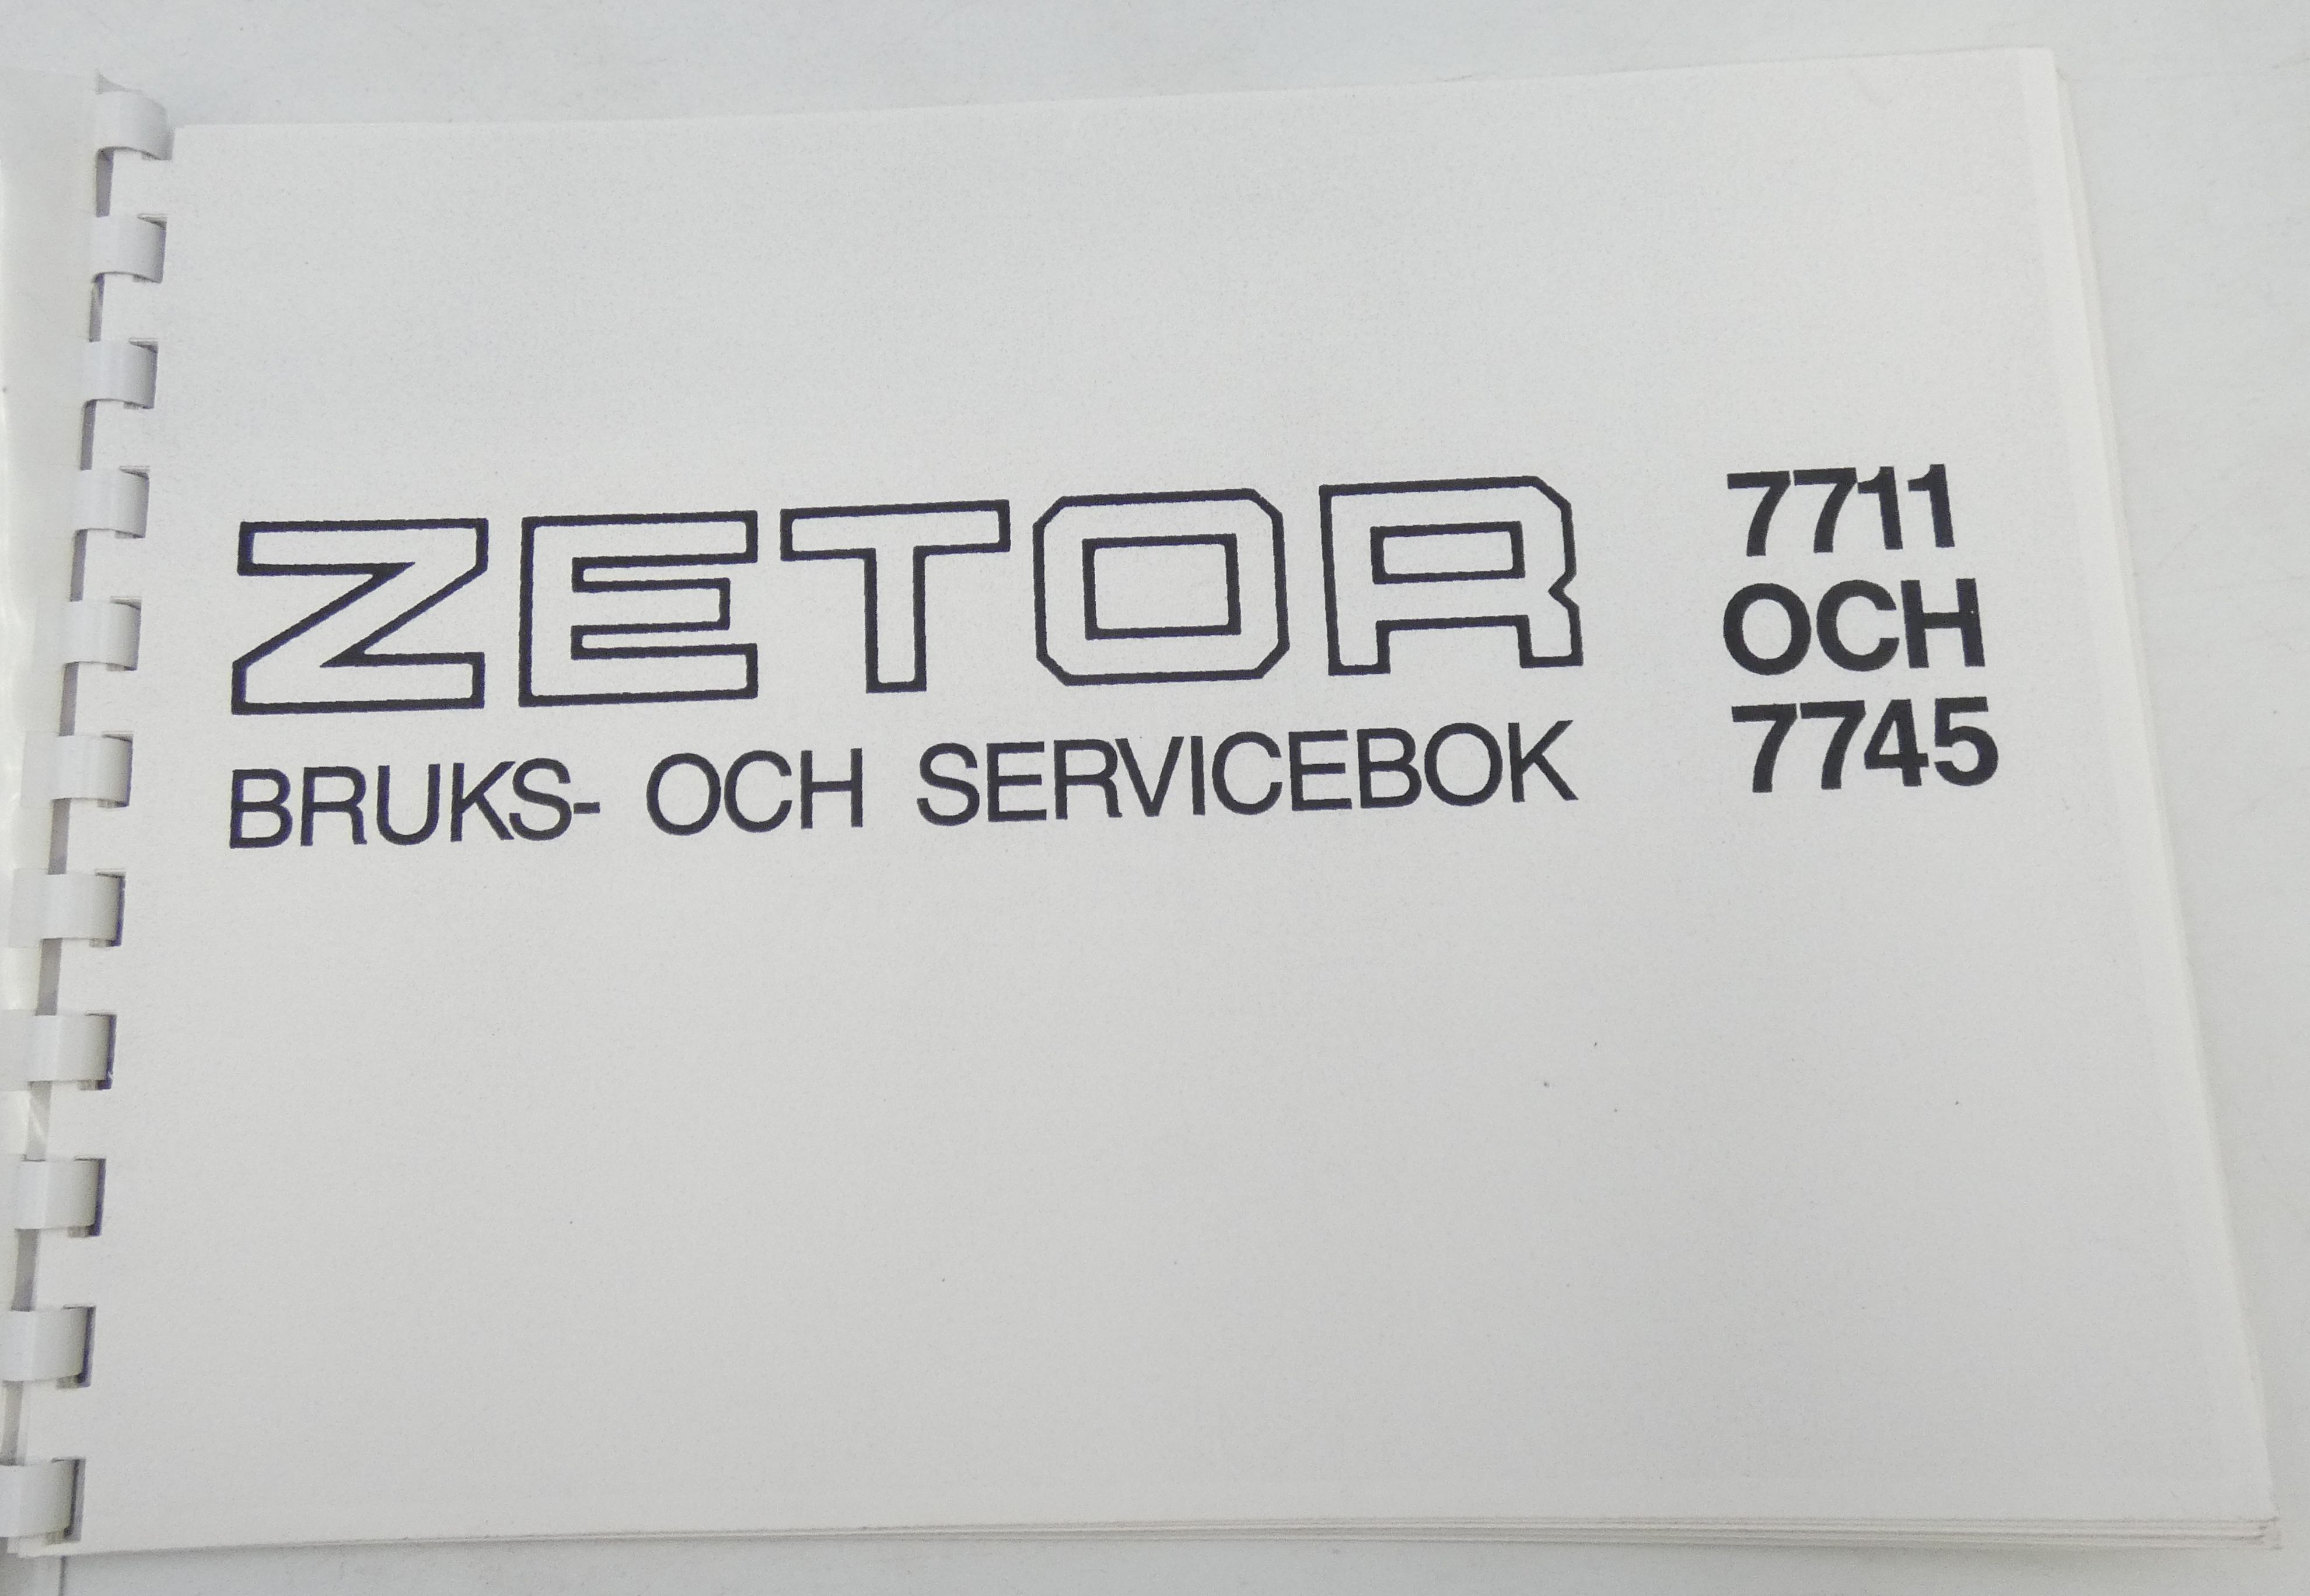 ZETOR
BRUKS- OCH SERVICEBOK
7711
OCH
7745